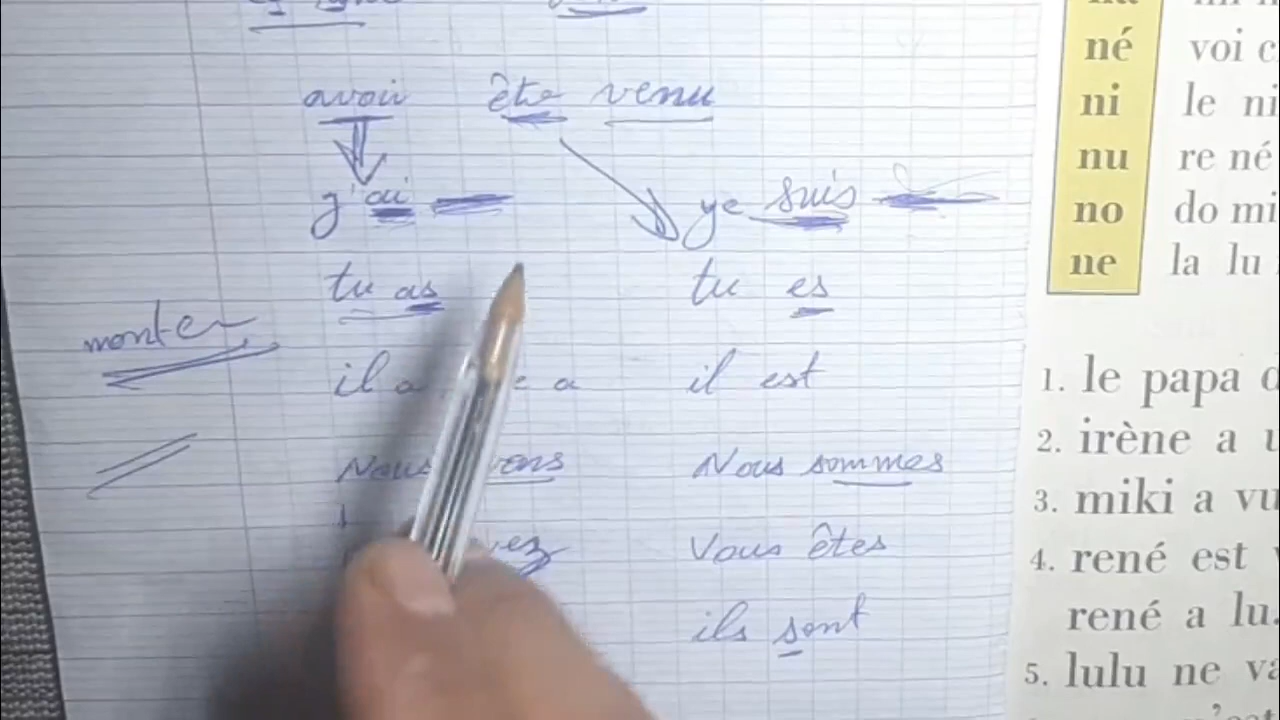 avoir être venu
j'ai
je suis
tu as
tu es
monter
il a
a
il est
Nous
Nous sommes
Vous êtes
ils sont
né
ni
nu
no
ne
voi
le ni
re né
do mi
la lu
1. le papa
2. irène a
3. miki a vu
4. rené est
rené a lu.
5. lulu ne va